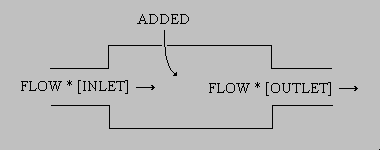 ADDED
FLOW * [INLET] ⟶ FLOW * [OUTLET] ⟶